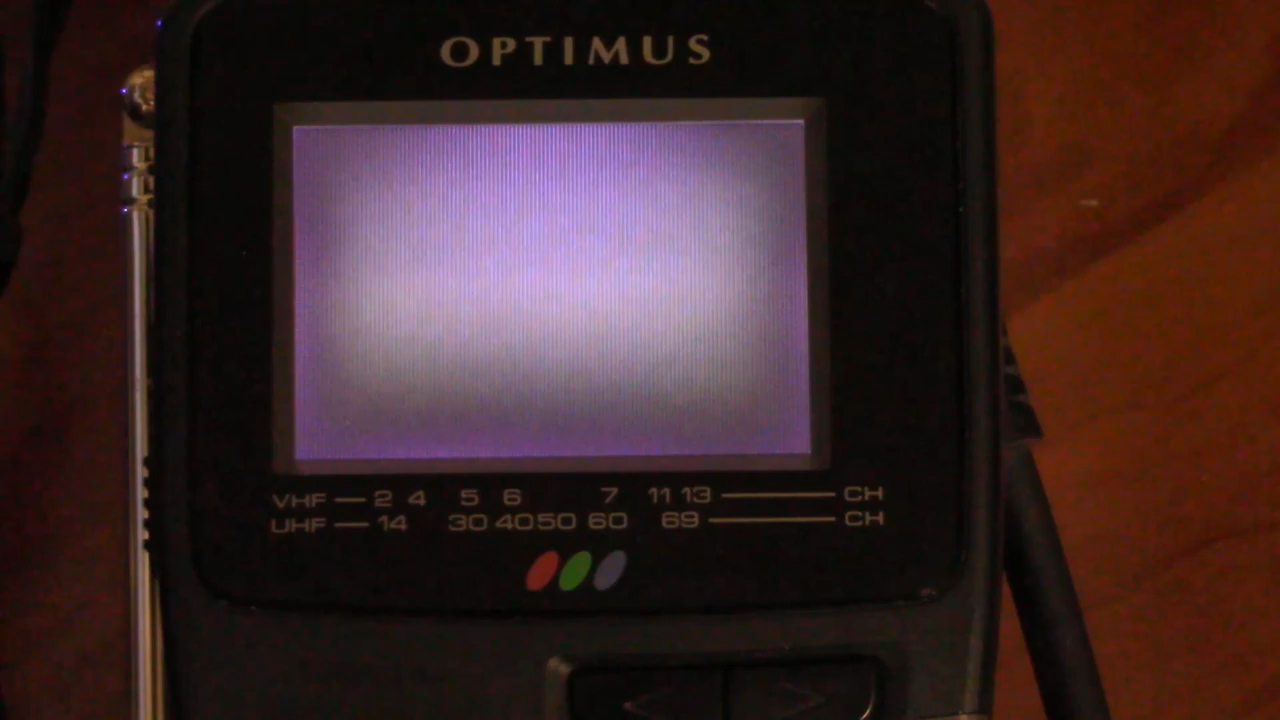 OPTIMUS
VHF — 2 4 5 6 7 11 13 ——— CH
UHF — 14 30 40 50 60 69 ——— CH